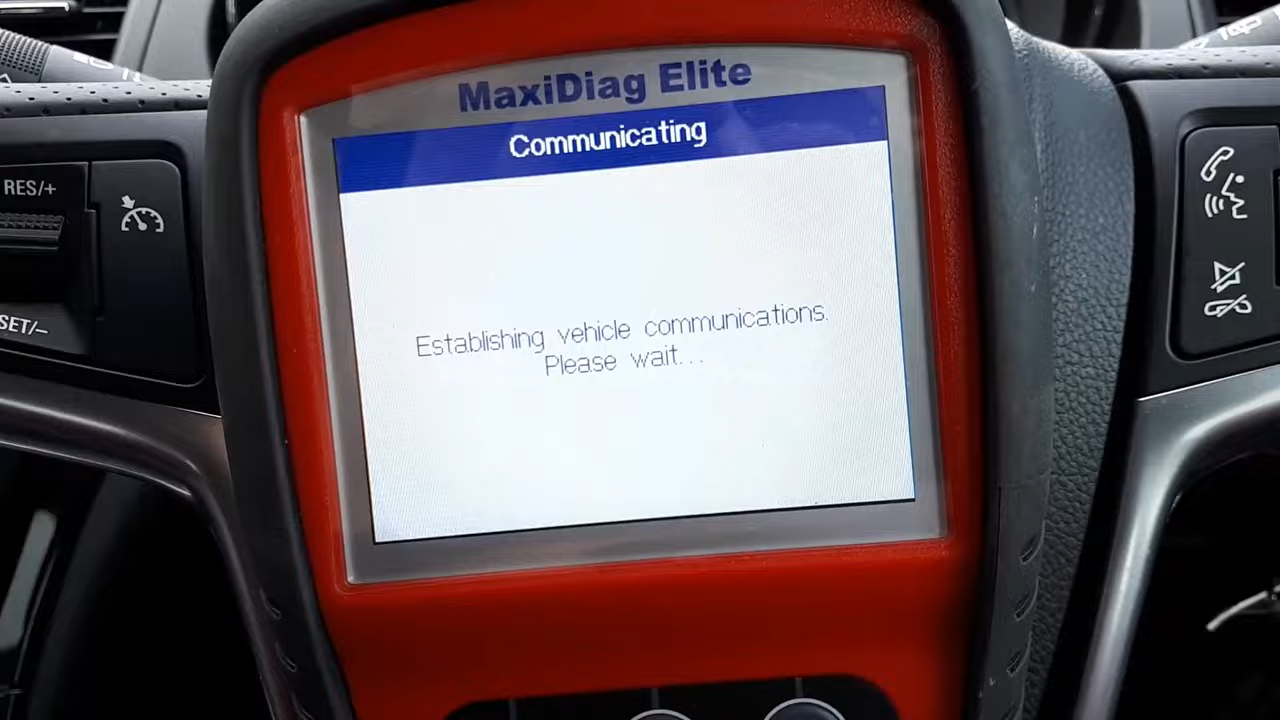 MaxiDiag Elite
Communicating
RES/+
SET/–
Establishing vehicle communications.
Please wait...